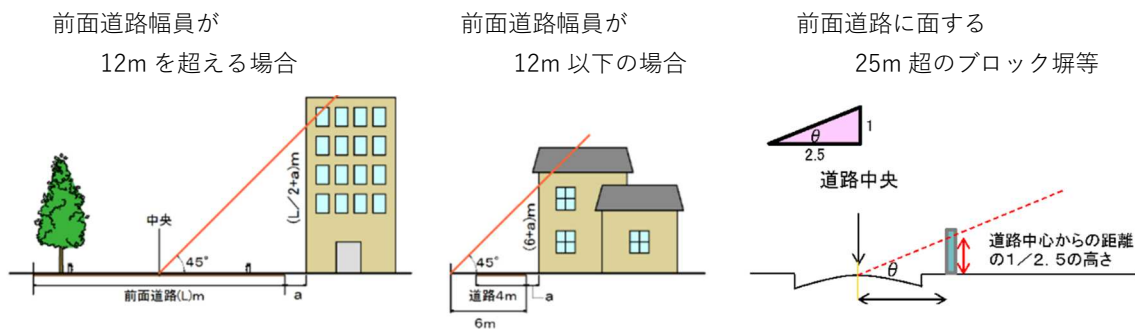 前面道路幅員が
12m を超える場合
中央
45°
(L/2+a)m
前面道路(L)m
a
前面道路幅員が
12m 以下の場合
45°
(6+a)m
道路4m
a
6m
前面道路に面する
25m 超のブロック塀等
θ
1
2.5
道路中央
θ
道路中心からの距離
の1/2.5の高さ